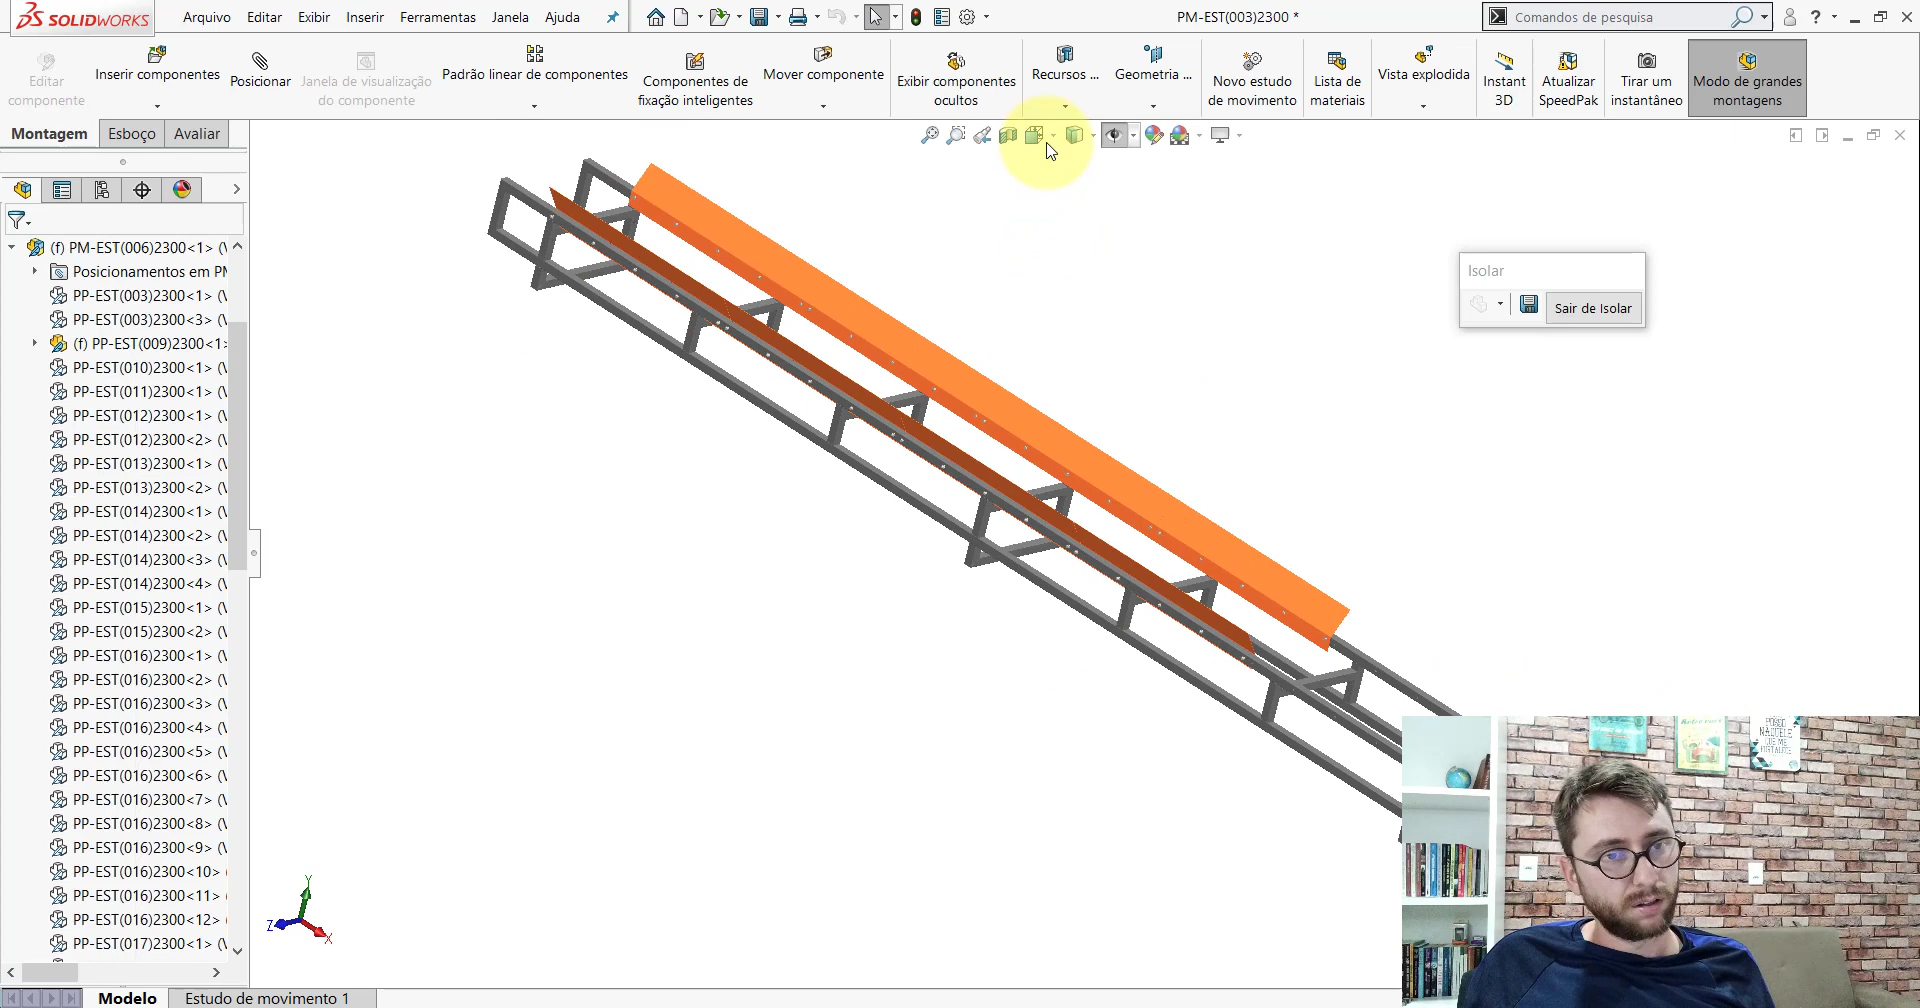 SOLIDWORKS
Arquivo Editar Exibir Inserir Ferramentas Janela Ajuda
PM-EST(003)2300 *
Comandos de pesquisa
Editar componente
Inserir componentes
Posicionar
Janela de visualização do componente
Padrão linear de componentes
Componentes de fixação inteligentes
Mover componente
Exibir componentes ocultos
Recursos ...
Geometria ...
Novo estudo de movimento
Lista de materiais
Vista explodida
Instant 3D
Atualizar SpeedPak
Tirar um instantâneo
Modo de grandes montagens
Montagem Esboço Avaliar
(f) PM-EST(006)2300<1> (
Posicionamentos em P
PP-EST(003)2300<1> (
PP-EST(003)2300<3> (
(f) PP-EST(009)2300<1>
PP-EST(010)2300<1> (
PP-EST(011)2300<1> (
PP-EST(012)2300<1> (
PP-EST(012)2300<2> (
PP-EST(013)2300<1> (
PP-EST(013)2300<2> (
PP-EST(014)2300<1> (
PP-EST(014)2300<2> (
PP-EST(014)2300<3> (
PP-EST(014)2300<4> (
PP-EST(015)2300<1> (
PP-EST(015)2300<2> (
PP-EST(016)2300<1> (
PP-EST(016)2300<2> (
PP-EST(016)2300<3> (
PP-EST(016)2300<4> (
PP-EST(016)2300<5> (
PP-EST(016)2300<6> (
PP-EST(016)2300<7> (
PP-EST(016)2300<8> (
PP-EST(016)2300<9> (
PP-EST(016)2300<10>
PP-EST(016)2300<11>
PP-EST(016)2300<12>
PP-EST(017)2300<1> (
Isolar
Sair de Isolar
Y
Z
X
POSSO
NAQUELE
QUE ME
FORTALECE
Modelo Estudo de movimento 1